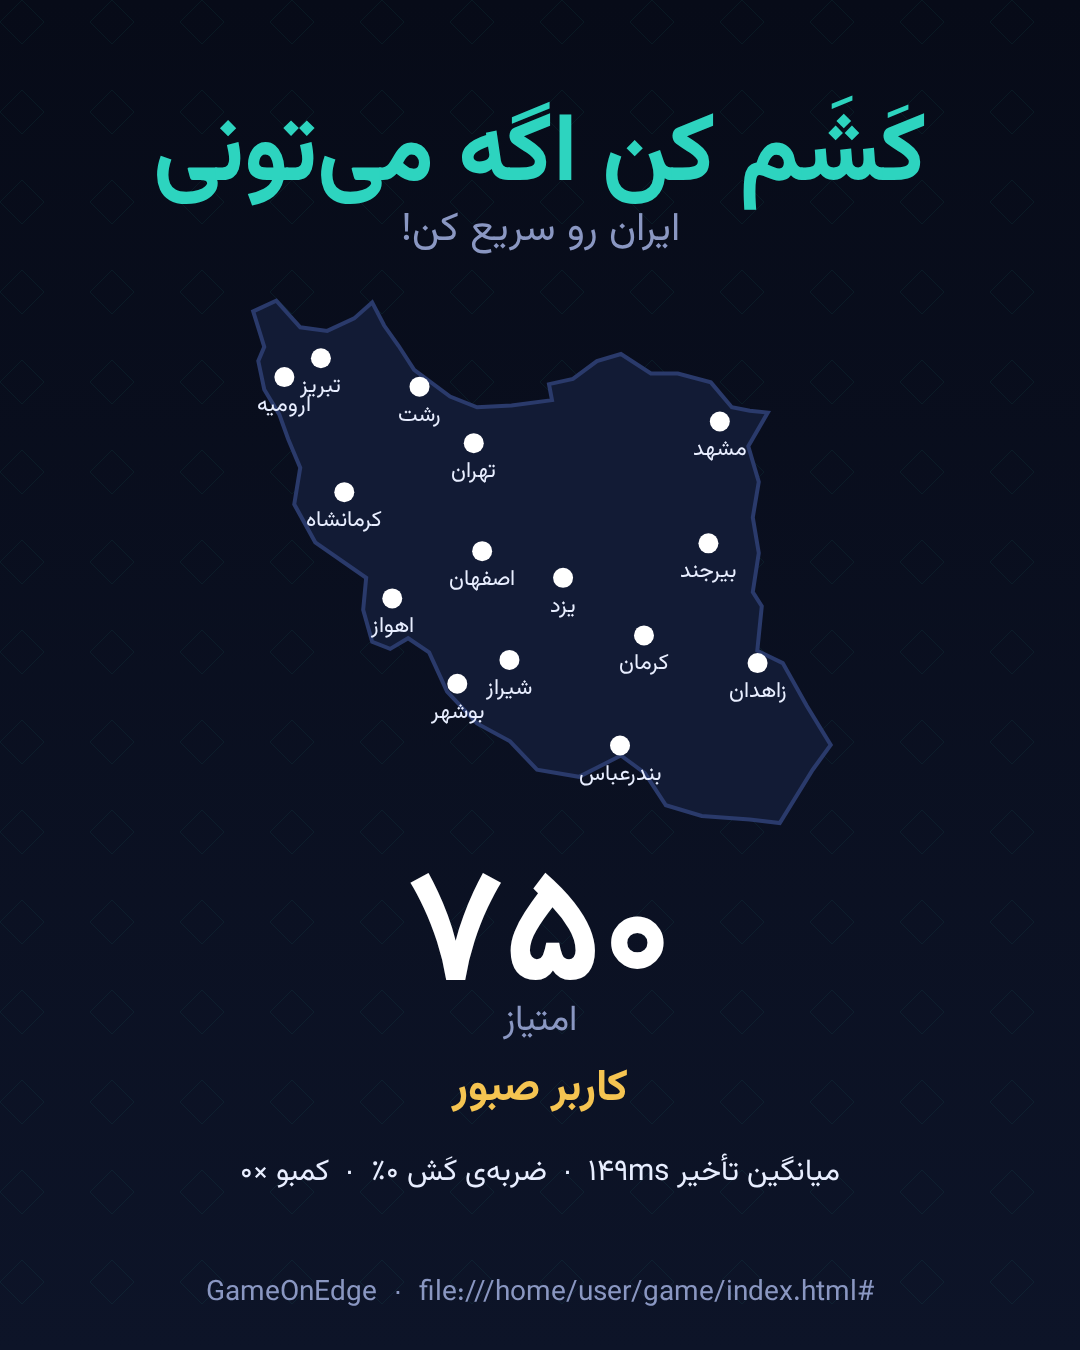 کَشَم کن اگه می‌تونی
ایران رو سریع کن!
تبریز
ارومیه
رشت
مشهد
تهران
کرمانشاه
بیرجند
اصفهان
یزد
اهواز
کرمان
زاهدان
شیراز
بوشهر
بندرعباس
۷۵۰
امتیاز
کاربر صبور
میانگین تأخیر ۱۴۹ms · ضربه‌ی کَش ۰٪ · کمبو ×۰
GameOnEdge · file:///home/user/game/index.html#